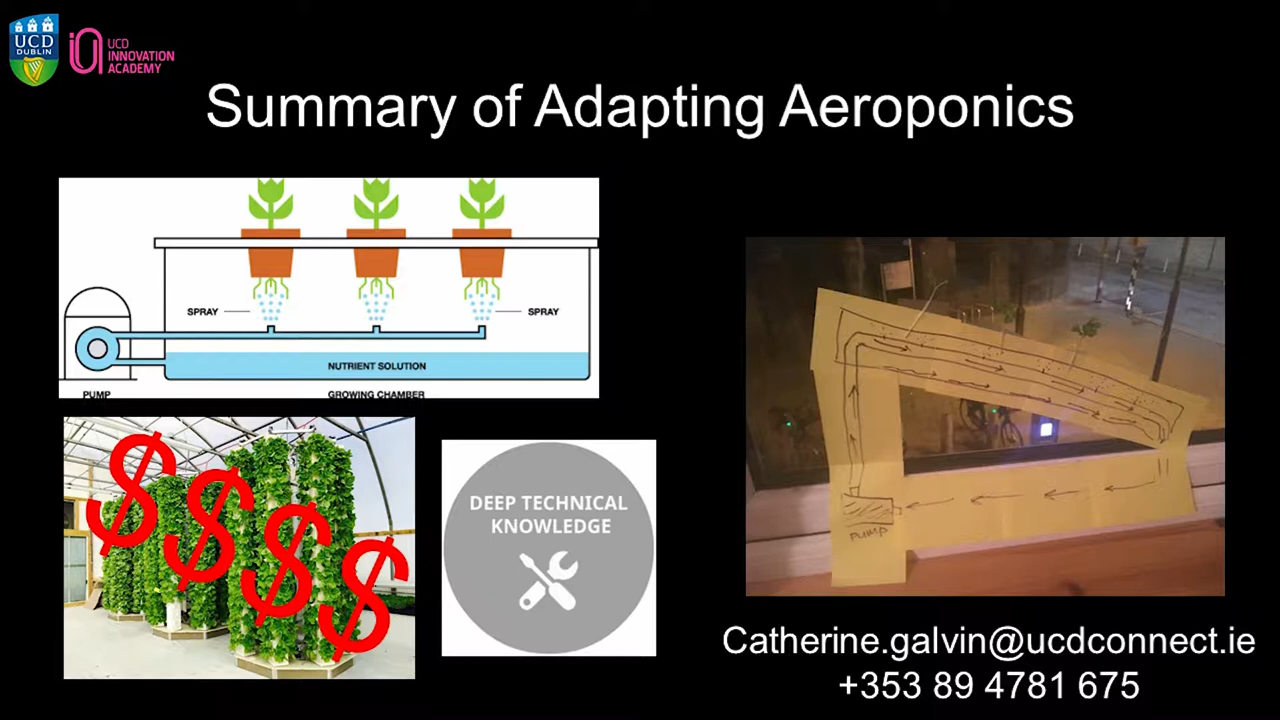 UCD
DUBLIN
UCD
INNOVATION
ACADEMY
Summary of Adapting Aeroponics
SPRAY
SPRAY
NUTRIENT SOLUTION
PUMP
GROWING CHAMBER
$$$$
DEEP TECHNICAL
KNOWLEDGE
PUMP
Catherine.galvin@ucdconnect.ie
+353 89 4781 675